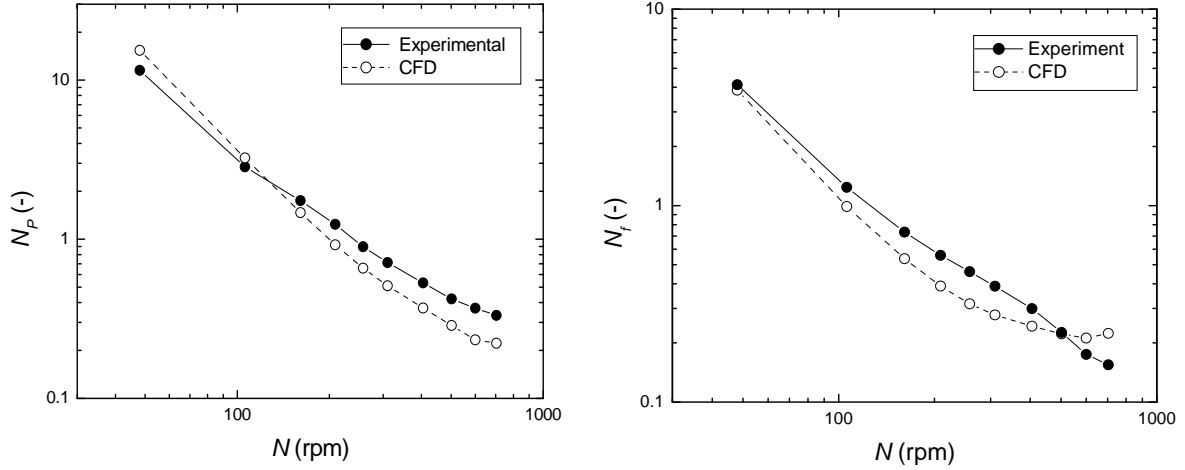 Experimental
CFD
10
1
0.1
100
1000
N_P (-)
N (rpm)
Experiment
CFD
10
1
0.1
100
1000
N_f (-)
N (rpm)